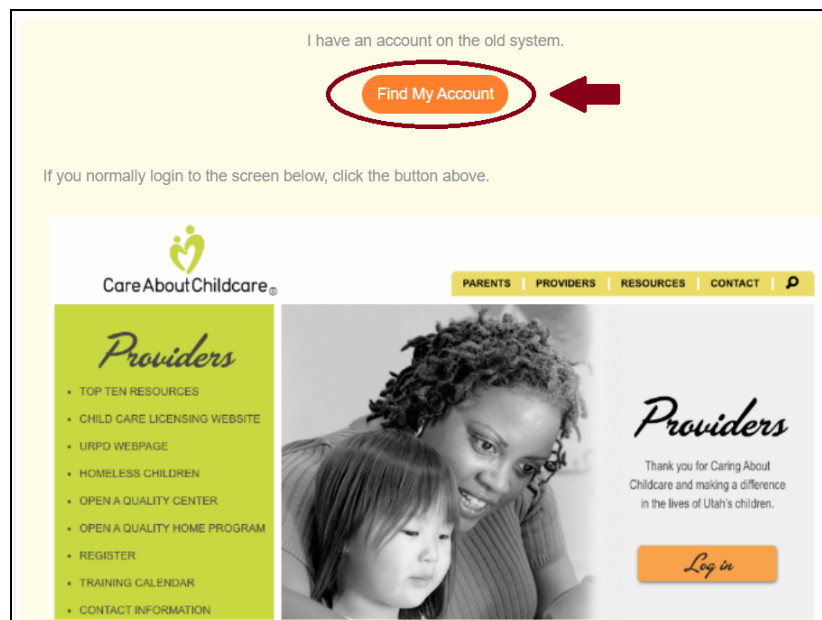 I have an account on the old system.
Find My Account
If you normally login to the screen below, click the button above.
CareAboutChildcare®
PARENTS | PROVIDERS | RESOURCES | CONTACT |
Providers
• TOP TEN RESOURCES
• CHILD CARE LICENSING WEBSITE
• URPD WEBPAGE
• HOMELESS CHILDREN
• OPEN A QUALITY CENTER
• OPEN A QUALITY HOME PROGRAM
• REGISTER
• TRAINING CALENDAR
• CONTACT INFORMATION
Providers
Thank you for Caring About
Childcare and making a difference
in the lives of Utah's children.
Log in